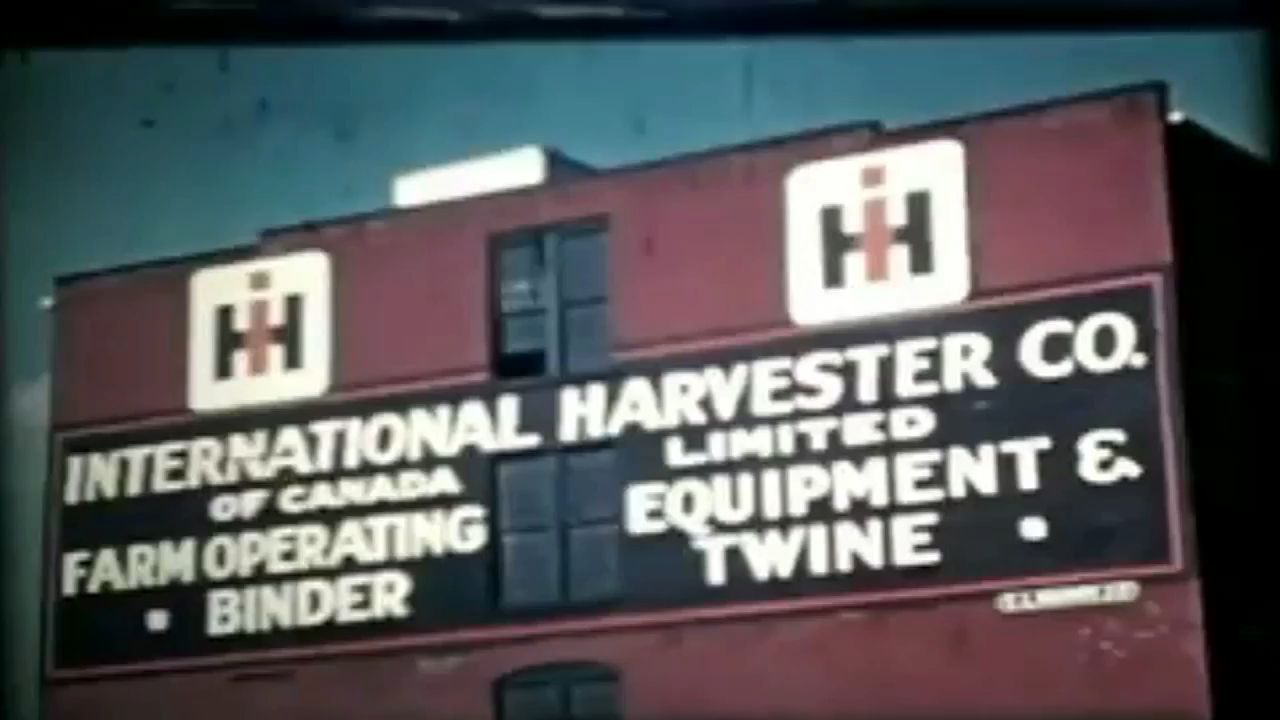 iH iH
INTERNATIONAL HARVESTER CO.
OF CANADA LIMITED
FARM OPERATING EQUIPMENT &
• BINDER TWINE •